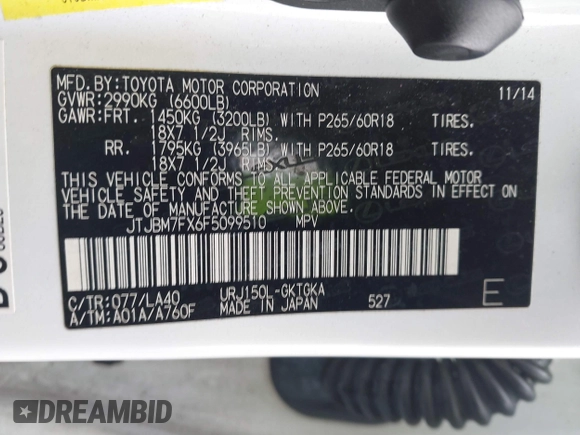 MFD.BY:TOYOTA MOTOR CORPORATION 11/14
GVWR:2990KG (6600LB)
GAWR:FRT. 1450KG (3200LB) WITH P265/60R18 TIRES.
18X7 1/2J RIMS.
RR. 1795KG (3965LB) WITH P265/60R18 TIRES.
18X7 1/2J RIMS.
THIS VEHICLE CONFORMS TO ALL APPLICABLE FEDERAL MOTOR
VEHICLE SAFETY AND THEFT PREVENTION STANDARDS IN EFFECT ON
THE DATE OF MANUFACTURE SHOWN ABOVE.
JTJBM7FX6F5099510 MPV
C/TR:077/LA40 URJ150L-GKTGKA
A/TM:A01A/A760F MADE IN JAPAN 527 E
DREAMBID